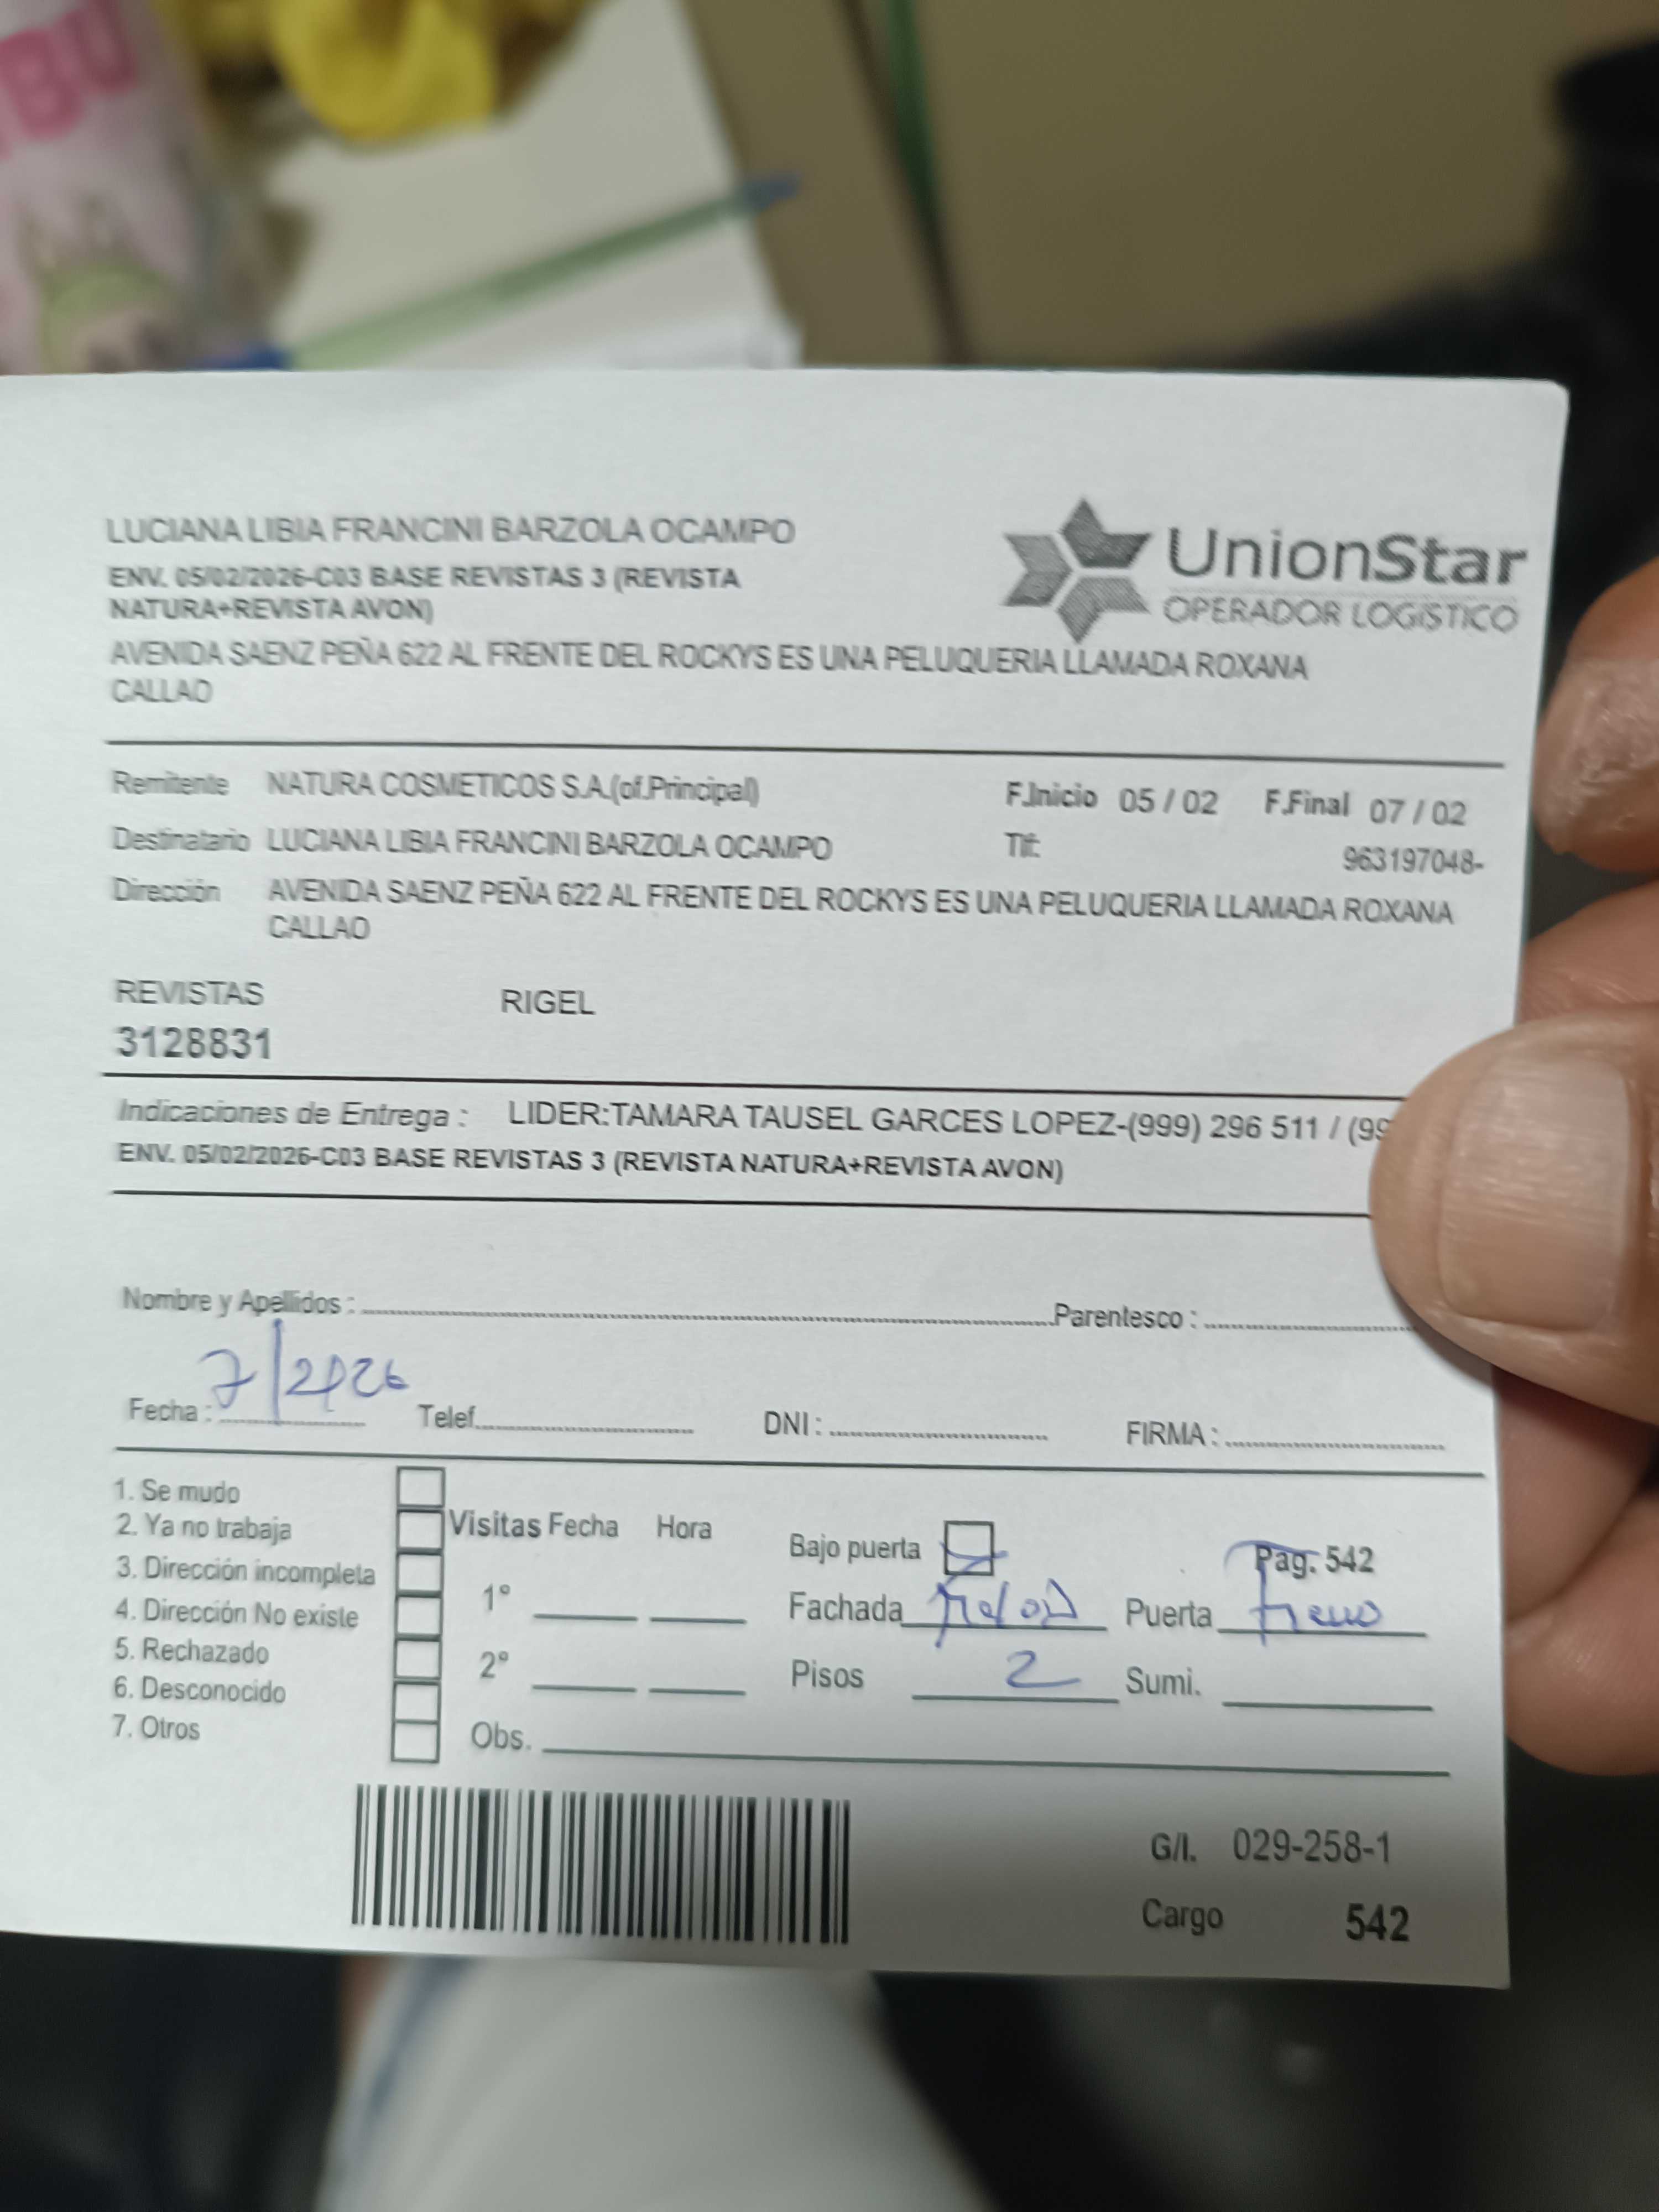 BU
LUCIANA LIBIA FRANCINI BARZOLA OCAMPO
ENV. 05/02/2026-C03 BASE REVISTAS 3 (REVISTA
NATURA+REVISTA AVON)
AVENIDA SAENZ PEÑA 622 AL FRENTE DEL ROCKYS ES UNA PELUQUERIA LLAMADA ROXANA
CALLAO
UnionStar
OPERADOR LOGÍSTICO
Remitente NATURA COSMETICOS S.A.(of.Principal) F.Inicio 05 / 02 F.Final 07 / 02
Destinatario LUCIANA LIBIA FRANCINI BARZOLA OCAMPO Tlf: 963197048-
Dirección AVENIDA SAENZ PEÑA 622 AL FRENTE DEL ROCKYS ES UNA PELUQUERIA LLAMADA ROXANA
CALLAO
REVISTAS RIGEL
3128831
Indicaciones de Entrega : LIDER:TAMARA TAUSEL GARCES LOPEZ-(999) 296 511 / (99
ENV. 05/02/2026-C03 BASE REVISTAS 3 (REVISTA NATURA+REVISTA AVON)
Nombre y Apellidos : Parentesco :
Fecha : 7/2026 Telef. DNI : FIRMA :
1. Se mudo
2. Ya no trabaja
3. Dirección incompleta
4. Dirección No existe
5. Rechazado
6. Desconocido
7. Otros
Visitas Fecha Hora
1°
2°
Obs.
Bajo puerta Pag. 542
Fachada Puerta
Pisos 2 Sumi.
G/I. 029-258-1
Cargo 542